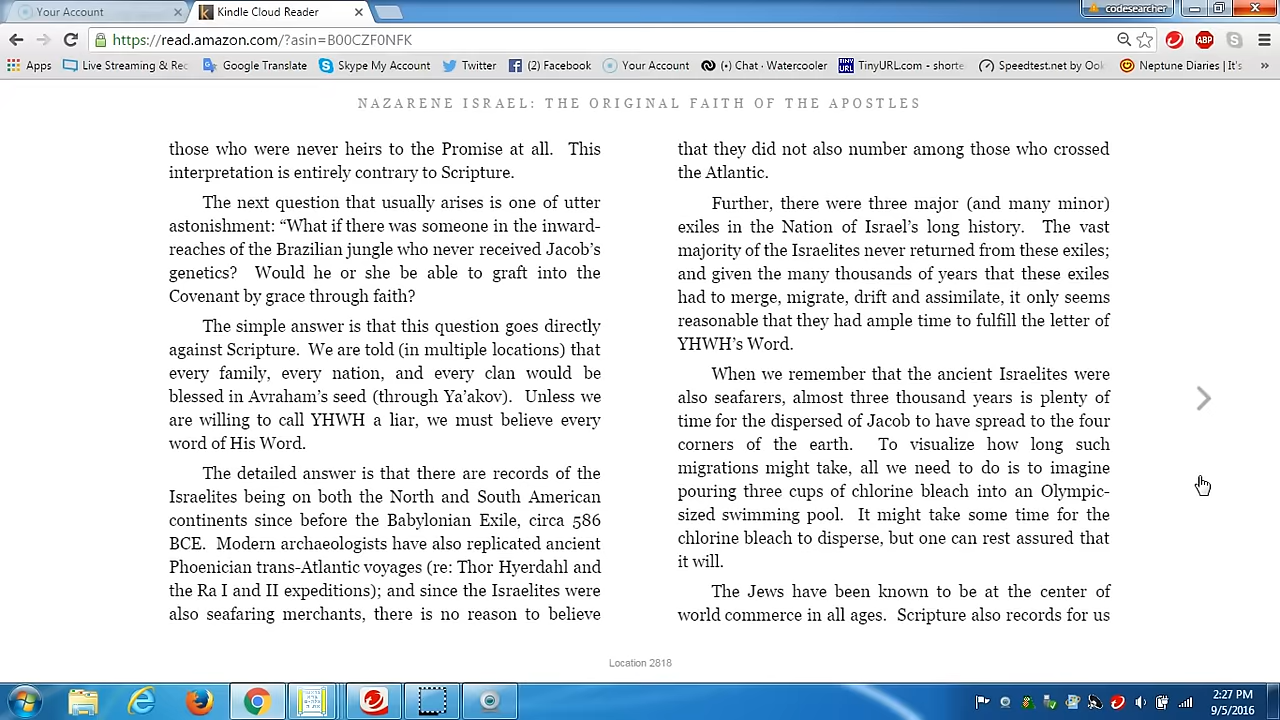 Your Account
Kindle Cloud Reader
codesearcher
https://read.amazon.com/?asin=B00CZF0NFK
ABP
Apps
Live Streaming & Rec
Google Translate
Skype My Account
Twitter
(2) Facebook
Your Account
(•) Chat · Watercooler
TinyURL.com - shorte
Speedtest.net by Ook
Neptune Diaries | It's
NAZARENE ISRAEL: THE ORIGINAL FAITH OF THE APOSTLES
those who were never heirs to the Promise at all. This
interpretation is entirely contrary to Scripture.
The next question that usually arises is one of utter
astonishment: “What if there was someone in the inward-
reaches of the Brazilian jungle who never received Jacob’s
genetics? Would he or she be able to graft into the
Covenant by grace through faith?
The simple answer is that this question goes directly
against Scripture. We are told (in multiple locations) that
every family, every nation, and every clan would be
blessed in Avraham’s seed (through Ya’akov). Unless we
are willing to call YHWH a liar, we must believe every
word of His Word.
The detailed answer is that there are records of the
Israelites being on both the North and South American
continents since before the Babylonian Exile, circa 586
BCE. Modern archaeologists have also replicated ancient
Phoenician trans-Atlantic voyages (re: Thor Hyerdahl and
the Ra I and II expeditions); and since the Israelites were
also seafaring merchants, there is no reason to believe
that they did not also number among those who crossed
the Atlantic.
Further, there were three major (and many minor)
exiles in the Nation of Israel’s long history. The vast
majority of the Israelites never returned from these exiles;
and given the many thousands of years that these exiles
had to merge, migrate, drift and assimilate, it only seems
reasonable that they had ample time to fulfill the letter of
YHWH’s Word.
When we remember that the ancient Israelites were
also seafarers, almost three thousand years is plenty of
time for the dispersed of Jacob to have spread to the four
corners of the earth. To visualize how long such
migrations might take, all we need to do is to imagine
pouring three cups of chlorine bleach into an Olympic-
sized swimming pool. It might take some time for the
chlorine bleach to disperse, but one can rest assured that
it will.
The Jews have been known to be at the center of
world commerce in all ages. Scripture also records for us
Location 2818
2:27 PM
9/5/2016